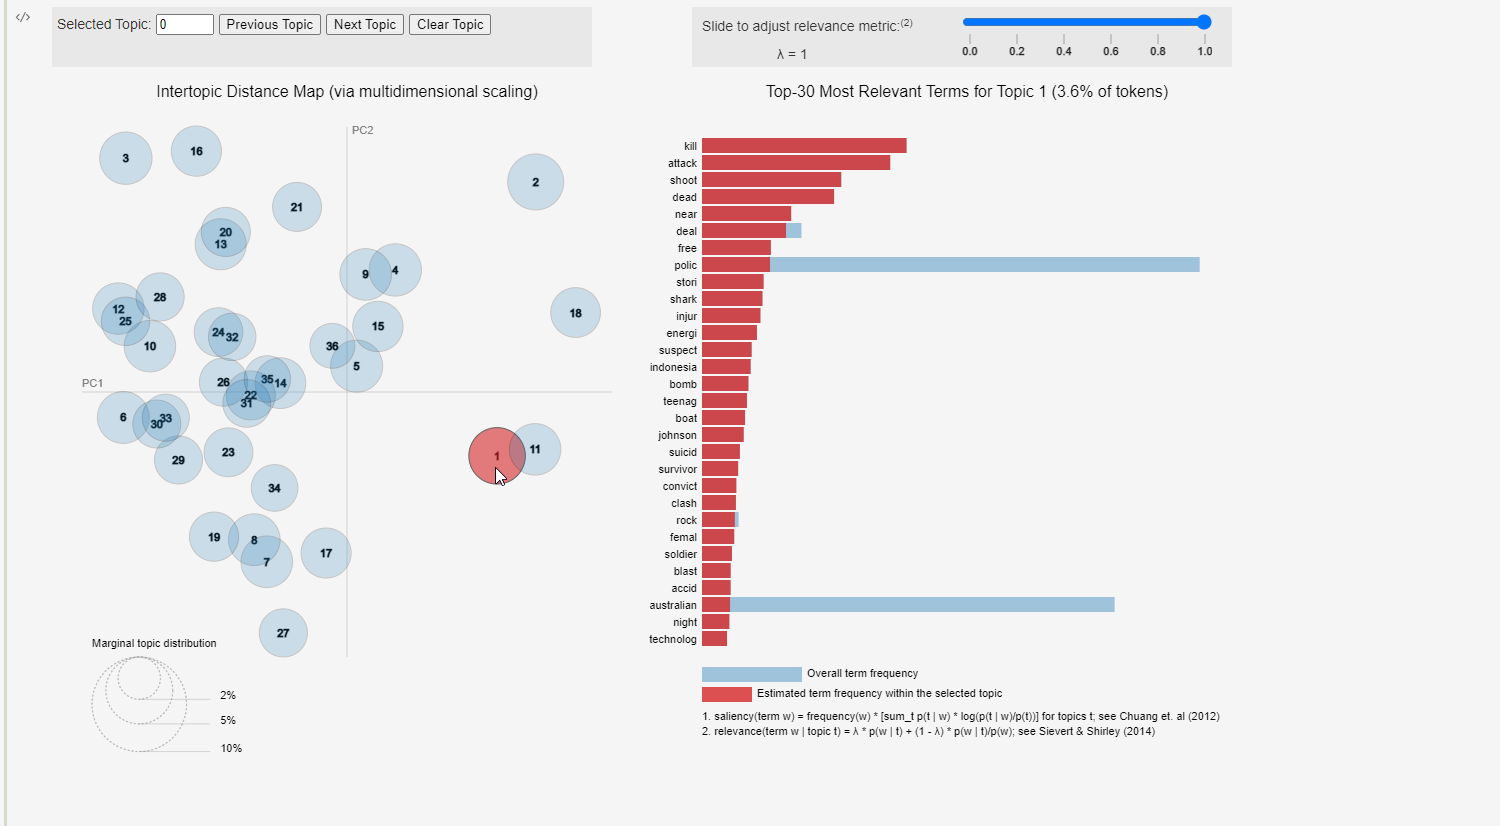 </>
Selected Topic: 0 Previous Topic Next Topic Clear Topic
Slide to adjust relevance metric:(2)
λ = 1
0.0 0.2 0.4 0.6 0.8 1.0
Intertopic Distance Map (via multidimensional scaling)
PC2
PC1
3
16
2
21
20
13
9
4
28
12
25
18
15
24
32
10
36
5
26
35
14
22
31
6
33
30
23
29
1
11
34
19
8
7
17
27
Marginal topic distribution
2%
5%
10%
Top-30 Most Relevant Terms for Topic 1 (3.6% of tokens)
kill
attack
shoot
dead
near
deal
free
polic
stori
shark
injur
energi
suspect
indonesia
bomb
teenag
boat
johnson
suicid
survivor
convict
clash
rock
femal
soldier
blast
accid
australian
night
technolog
Overall term frequency
Estimated term frequency within the selected topic
1. saliency(term w) = frequency(w) * [sum_t p(t | w) * log(p(t | w)/p(t))] for topics t; see Chuang et. al (2012)
2. relevance(term w | topic t) = λ * p(w | t) + (1 - λ) * p(w | t)/p(w); see Sievert & Shirley (2014)